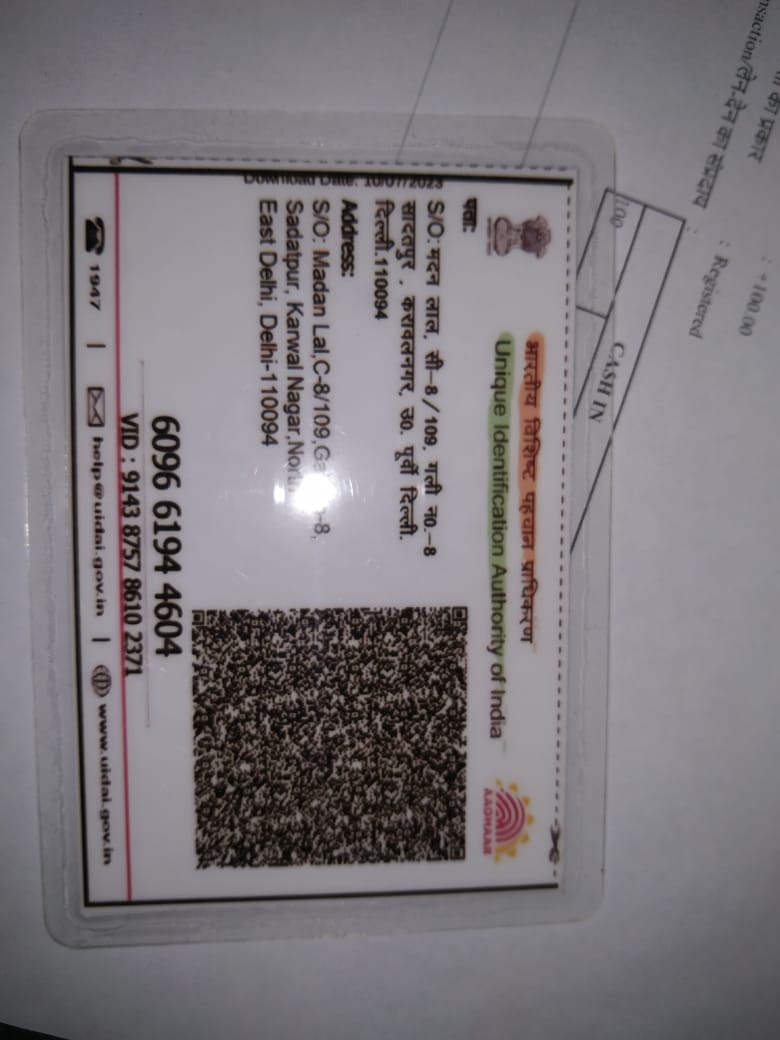 का प्रकार : +100.00
: Registered
CASH IN
100
भारतीय विशिष्ट पहचान प्राधिकरण
Unique Identification Authority of India
AADHAAR
पता:
S/O: मदन लाल, सी-8/109, गली न0.-8
सादतपुर , करावलनगर, उ0. पूर्वी दिल्ली.
दिल्ली.110094
Address:
S/O: Madan Lal,C-8/109, -8,
Sadatpur, Karwal Nagar,
East Delhi, Delhi-110094
Download Date: 10/07/2023
6096 6194 4604
VID : 9143 8757 8610 2371
1947 | help@uidai.gov.in | www.uidai.gov.in